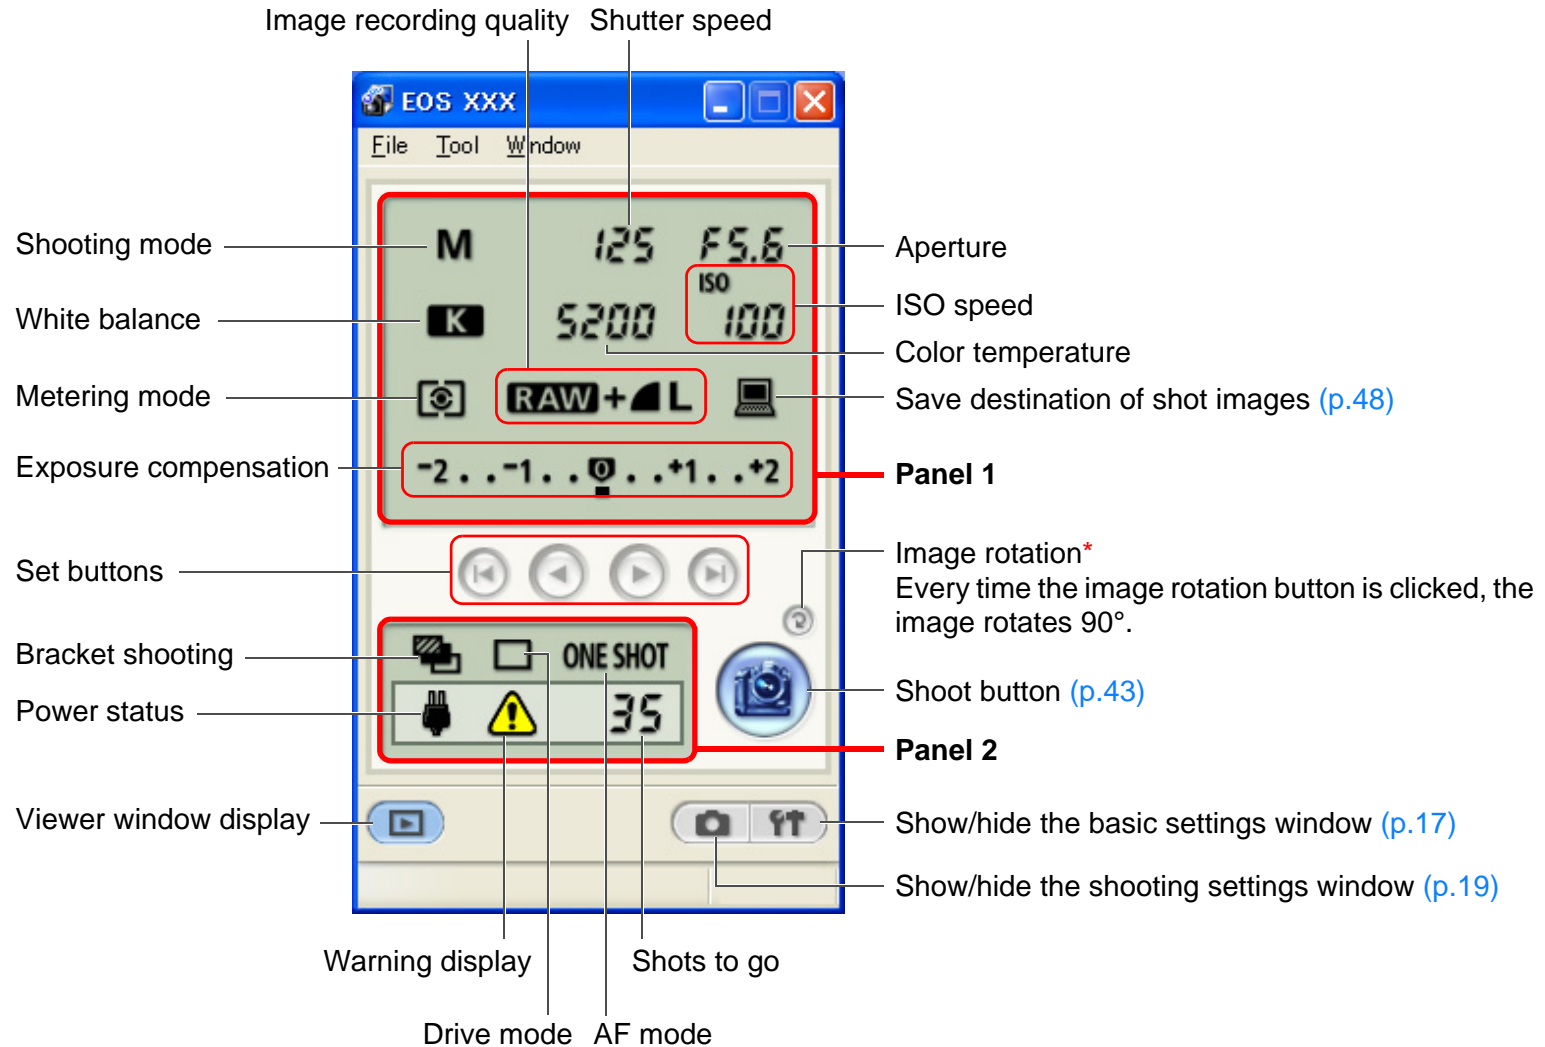 Image recording quality Shutter speed
EOS XXX
File Tool Window
Shooting mode
M 125 F5.6
Aperture
ISO
White balance
K 5200 100
ISO speed
Color temperature
Metering mode
RAW+ L
Save destination of shot images (p.48)
Exposure compensation
-2..-1..0..+1..+2
Panel 1
Set buttons
Image rotation*
Every time the image rotation button is clicked, the
image rotates 90°.
Bracket shooting
ONE SHOT
Shoot button (p.43)
Power status
35
Panel 2
Viewer window display
Show/hide the basic settings window (p.17)
Show/hide the shooting settings window (p.19)
Warning display Shots to go
Drive mode AF mode